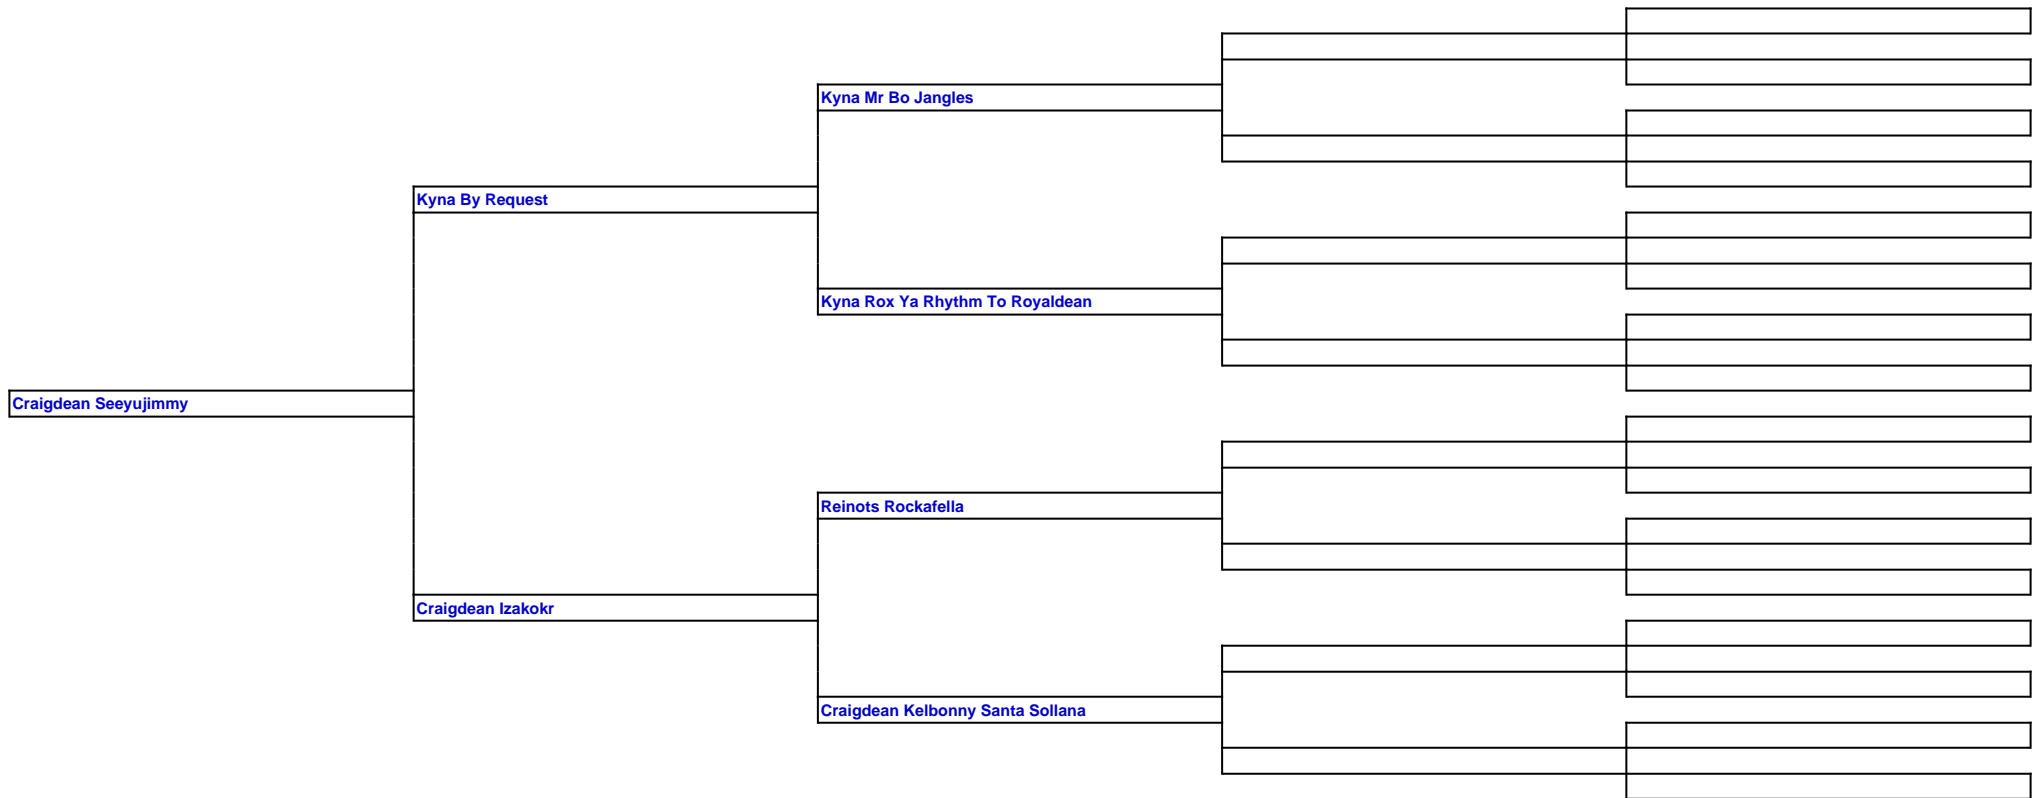 Kyna Mr Bo Jangles
Kyna By Request
Kyna Rox Ya Rhythm To Royaldean
Craigdean Seeyujimmy
Reinots Rockafella
Craigdean Izakokr
Craigdean Kelbonny Santa Sollana